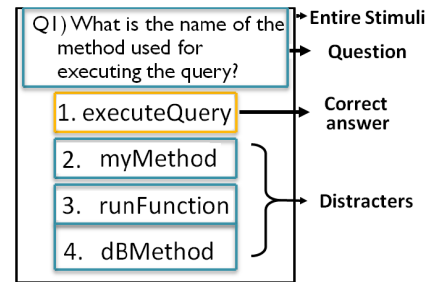 Q1) What is the name of the
method used for
executing the query?
1. executeQuery
2. myMethod
3. runFunction
4. dBMethod
Entire Stimuli
Question
Correct
answer
Distracters